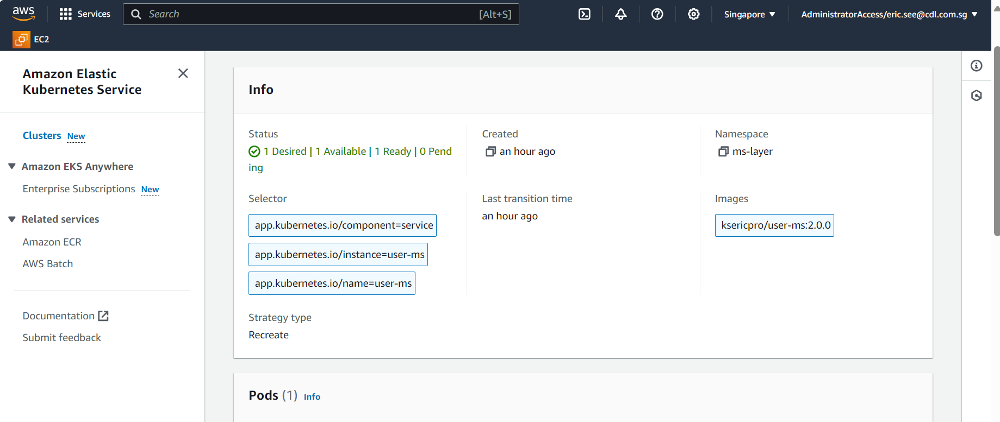 aws
Services
Search
[Alt+S]
Singapore
AdministratorAccess/eric.see@cdl.com.sg
EC2
Amazon Elastic
Kubernetes Service
Clusters New
Amazon EKS Anywhere
Enterprise Subscriptions New
Related services
Amazon ECR
AWS Batch
Documentation
Submit feedback
Info
Status
1 Desired | 1 Available | 1 Ready | 0 Pend
ing
Created
an hour ago
Namespace
ms-layer
Selector
app.kubernetes.io/component=service
app.kubernetes.io/instance=user-ms
app.kubernetes.io/name=user-ms
Last transition time
an hour ago
Images
ksericpro/user-ms:2.0.0
Strategy type
Recreate
Pods (1) Info